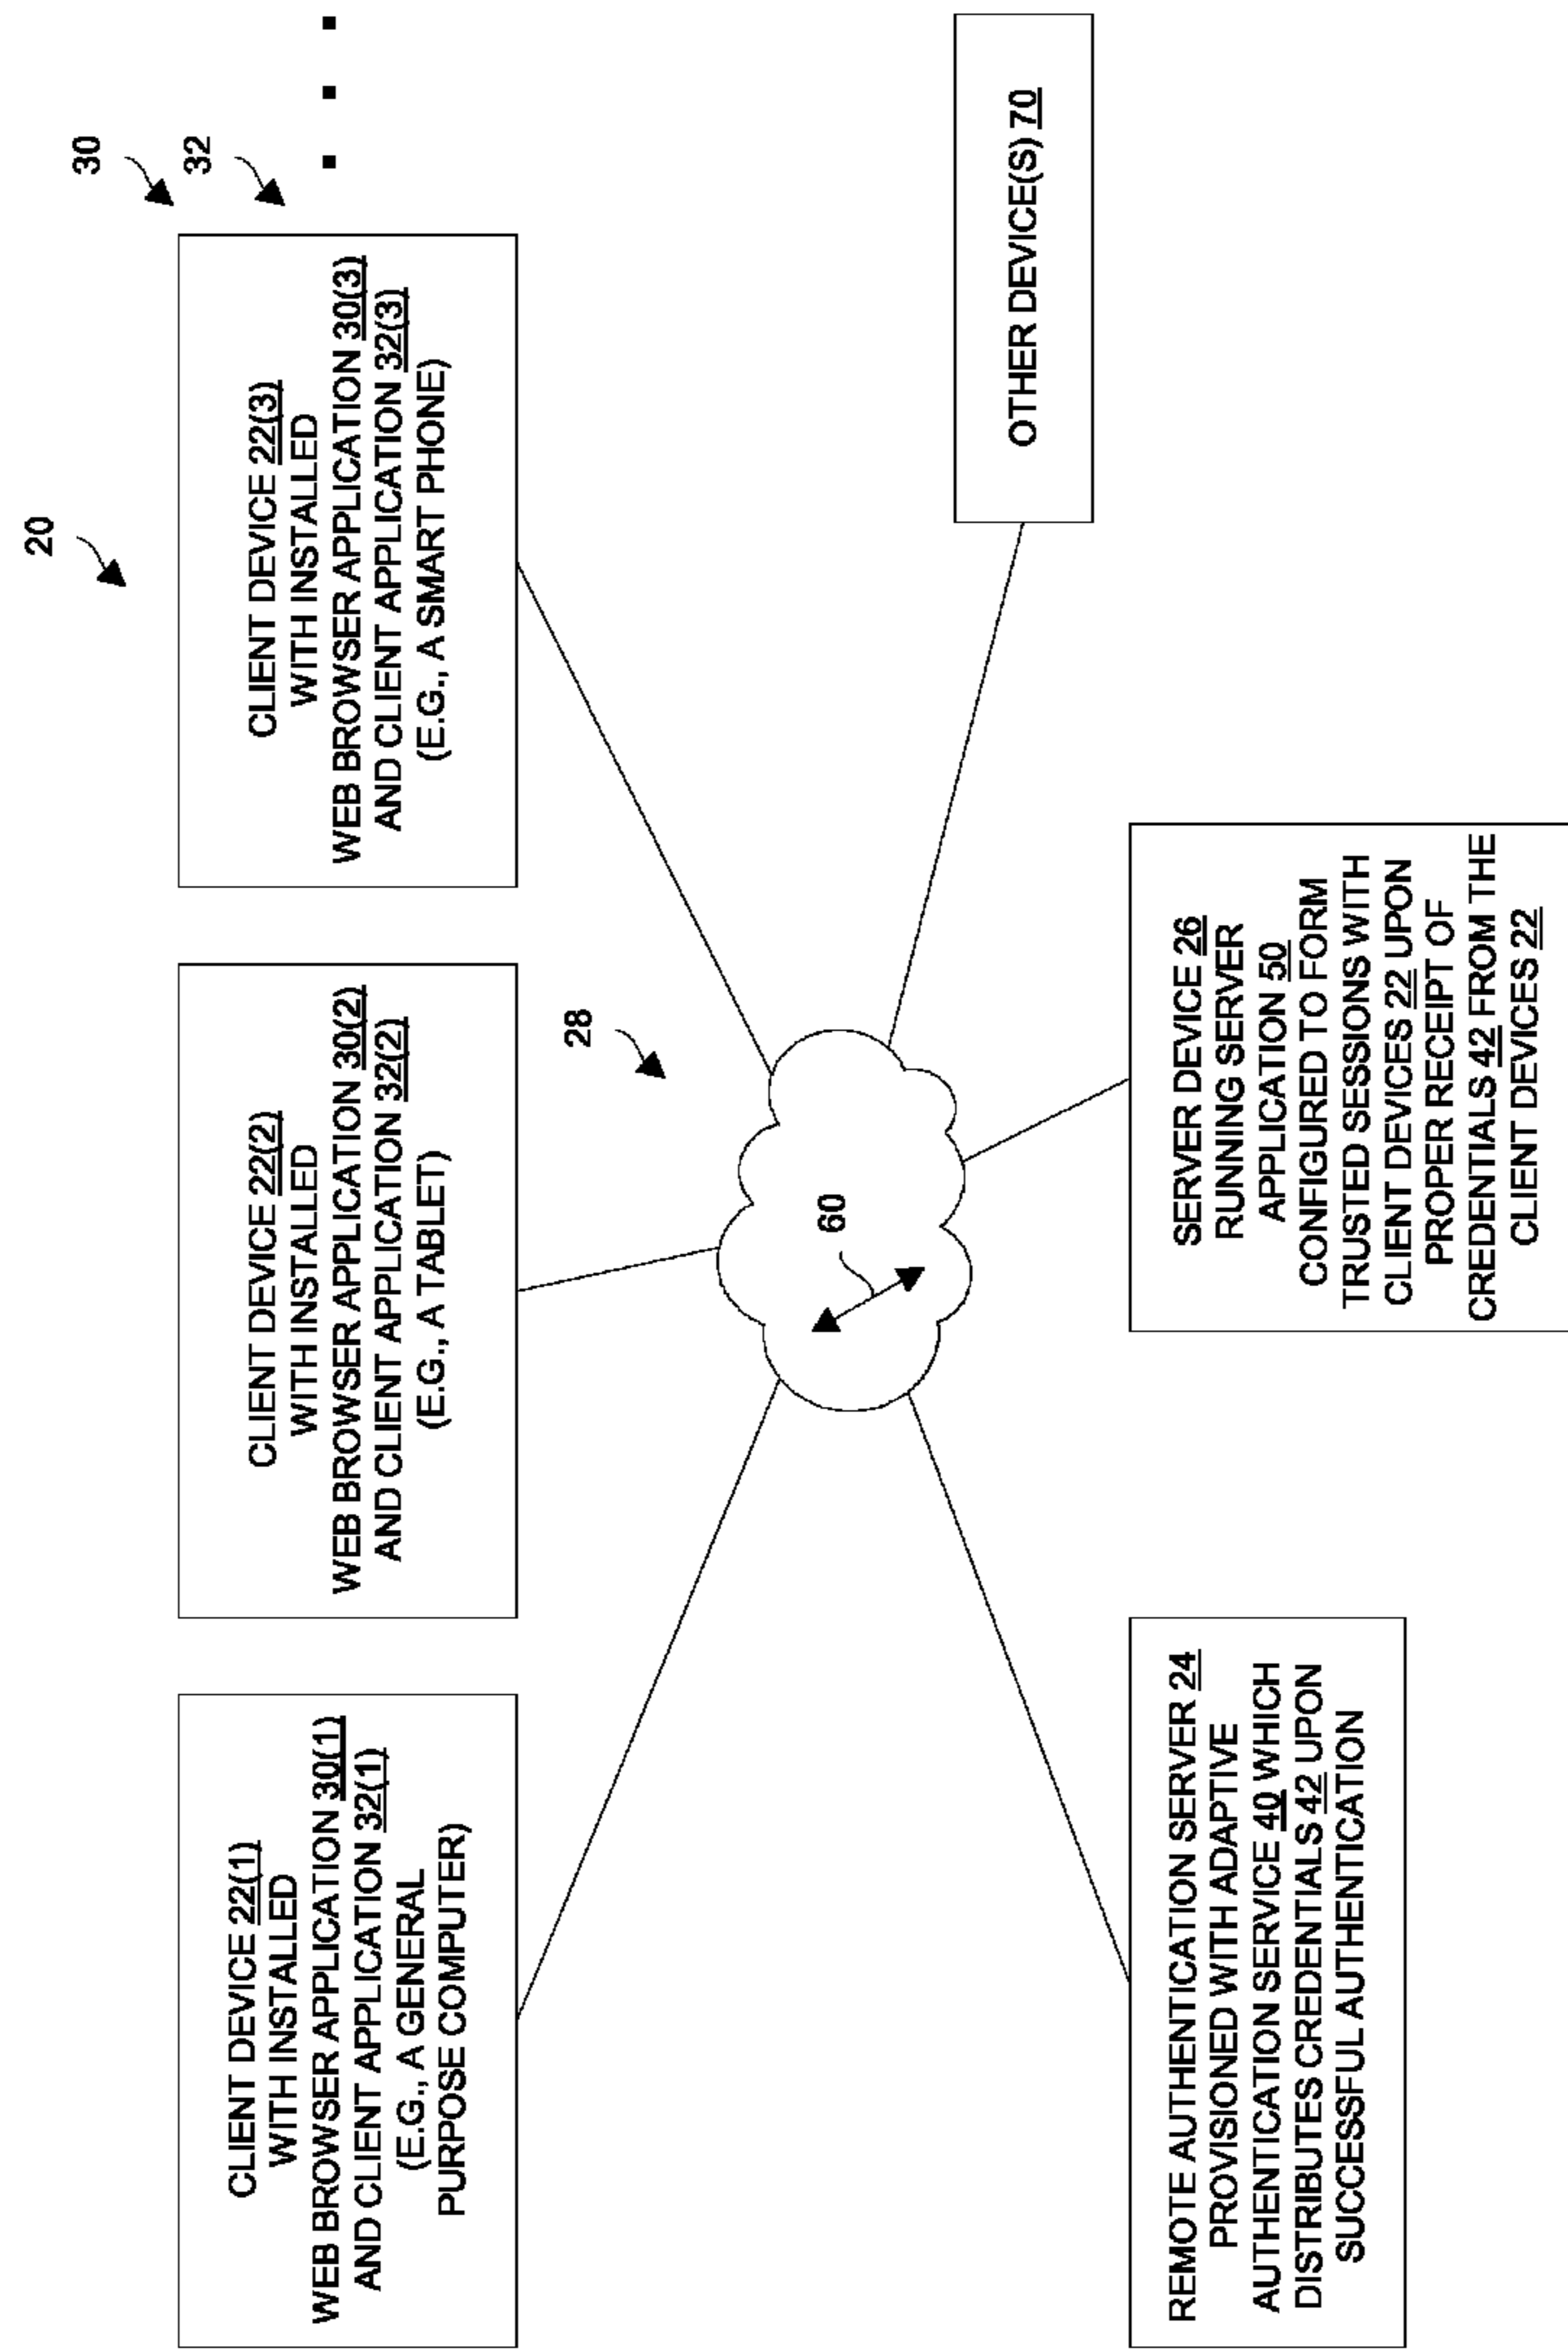 20
30
32
CLIENT DEVICE 22(1)
WITH INSTALLED
WEB BROWSER APPLICATION 30(1)
AND CLIENT APPLICATION 32(1)
(E.G., A GENERAL
PURPOSE COMPUTER)
CLIENT DEVICE 22(2)
WITH INSTALLED
WEB BROWSER APPLICATION 30(2)
AND CLIENT APPLICATION 32(2)
(E.G., A TABLET)
CLIENT DEVICE 22(3)
WITH INSTALLED
WEB BROWSER APPLICATION 30(3)
AND CLIENT APPLICATION 32(3)
(E.G., A SMART PHONE)
28
60
OTHER DEVICE(S) 70
REMOTE AUTHENTICATION SERVER 24
PROVISIONED WITH ADAPTIVE
AUTHENTICATION SERVICE 40 WHICH
DISTRIBUTES CREDENTIALS 42 UPON
SUCCESSFUL AUTHENTICATION
SERVER DEVICE 26
RUNNING SERVER
APPLICATION 50
CONFIGURED TO FORM
TRUSTED SESSIONS WITH
CLIENT DEVICES 22 UPON
PROPER RECEIPT OF
CREDENTIALS 42 FROM THE
CLIENT DEVICES 22